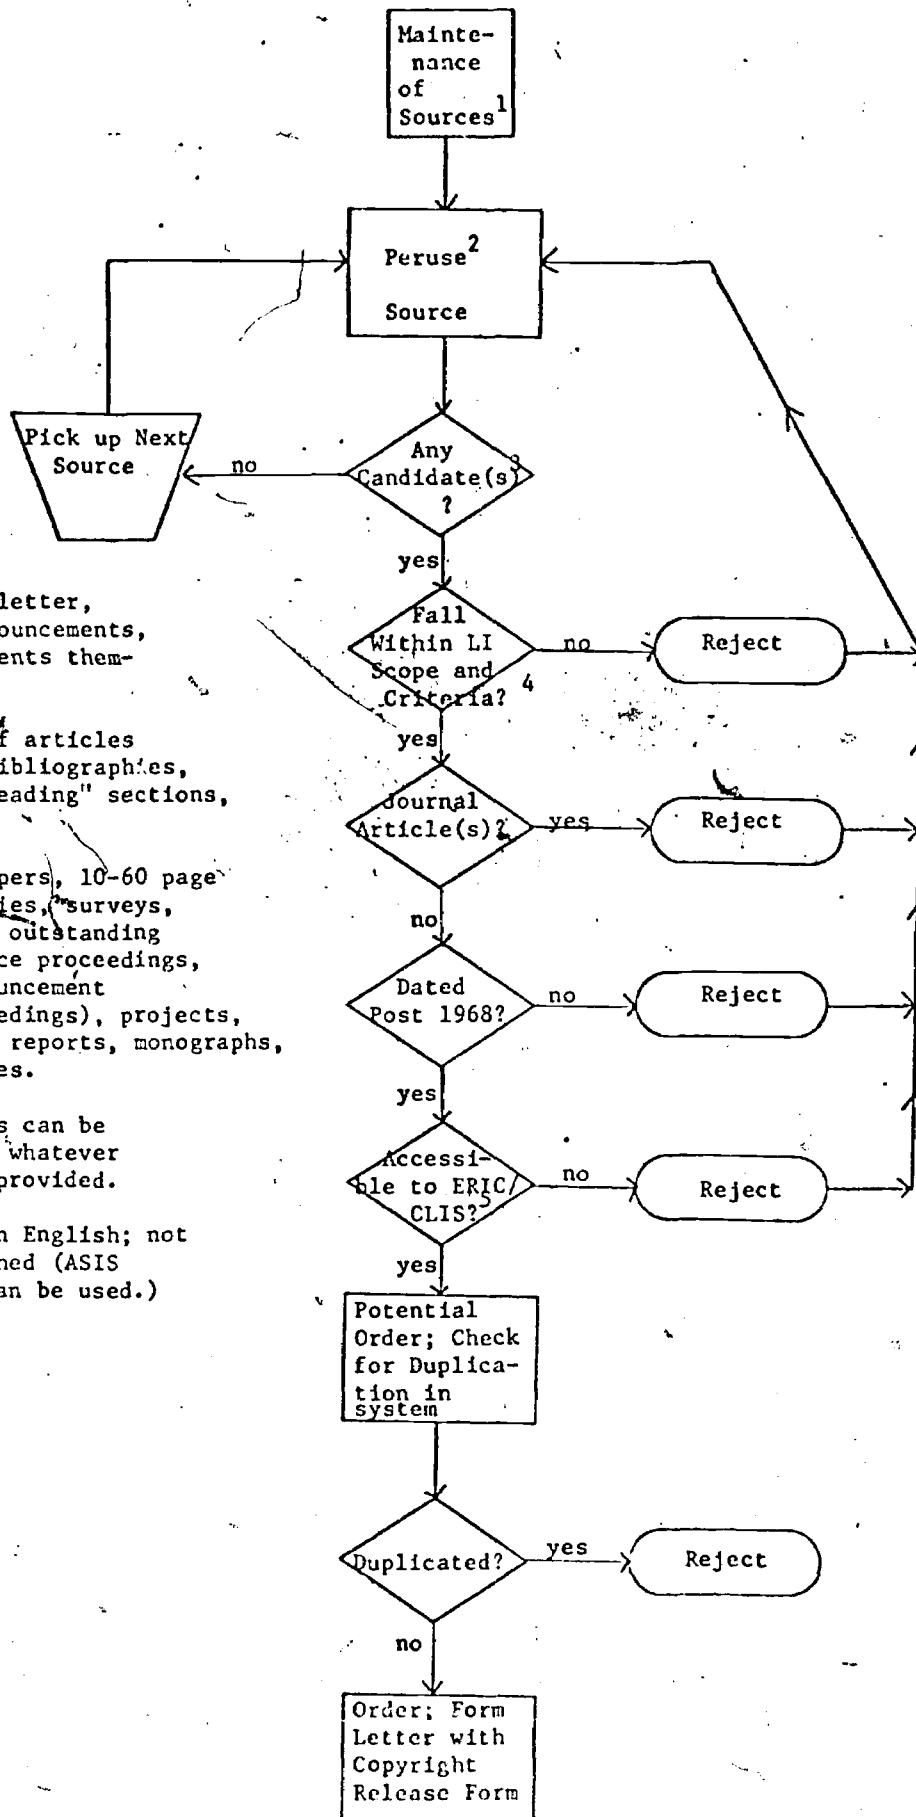 Mainte-
nance
of
Sources1
Peruse2
Source
Pick up Next
Source
no
Any
Candidate(s)3
?
yes
Fall
Within LI
Scope and
Criteria?4
no
Reject
yes
Journal
Article(s)?
yes
Reject
no
Dated
Post 1968?
no
Reject
yes
Accessi-
ble to ERIC/
CLIS?5
no
Reject
yes
Potential
Order; Check
for Duplica-
tion in
system
Duplicated?
yes
Reject
no
Order; Form
Letter with
Copyright
Release Form
letter,
ouncements,
ents them-
f articles
ibliographies,
eading" sections,
pers, 10-60 page
ies, surveys,
outstanding
ce proceedings,
uncement
edings), projects,
reports, monographs,
es.
s can be
whatever
provided.
n English; not
ned (ASIS
an be used.)